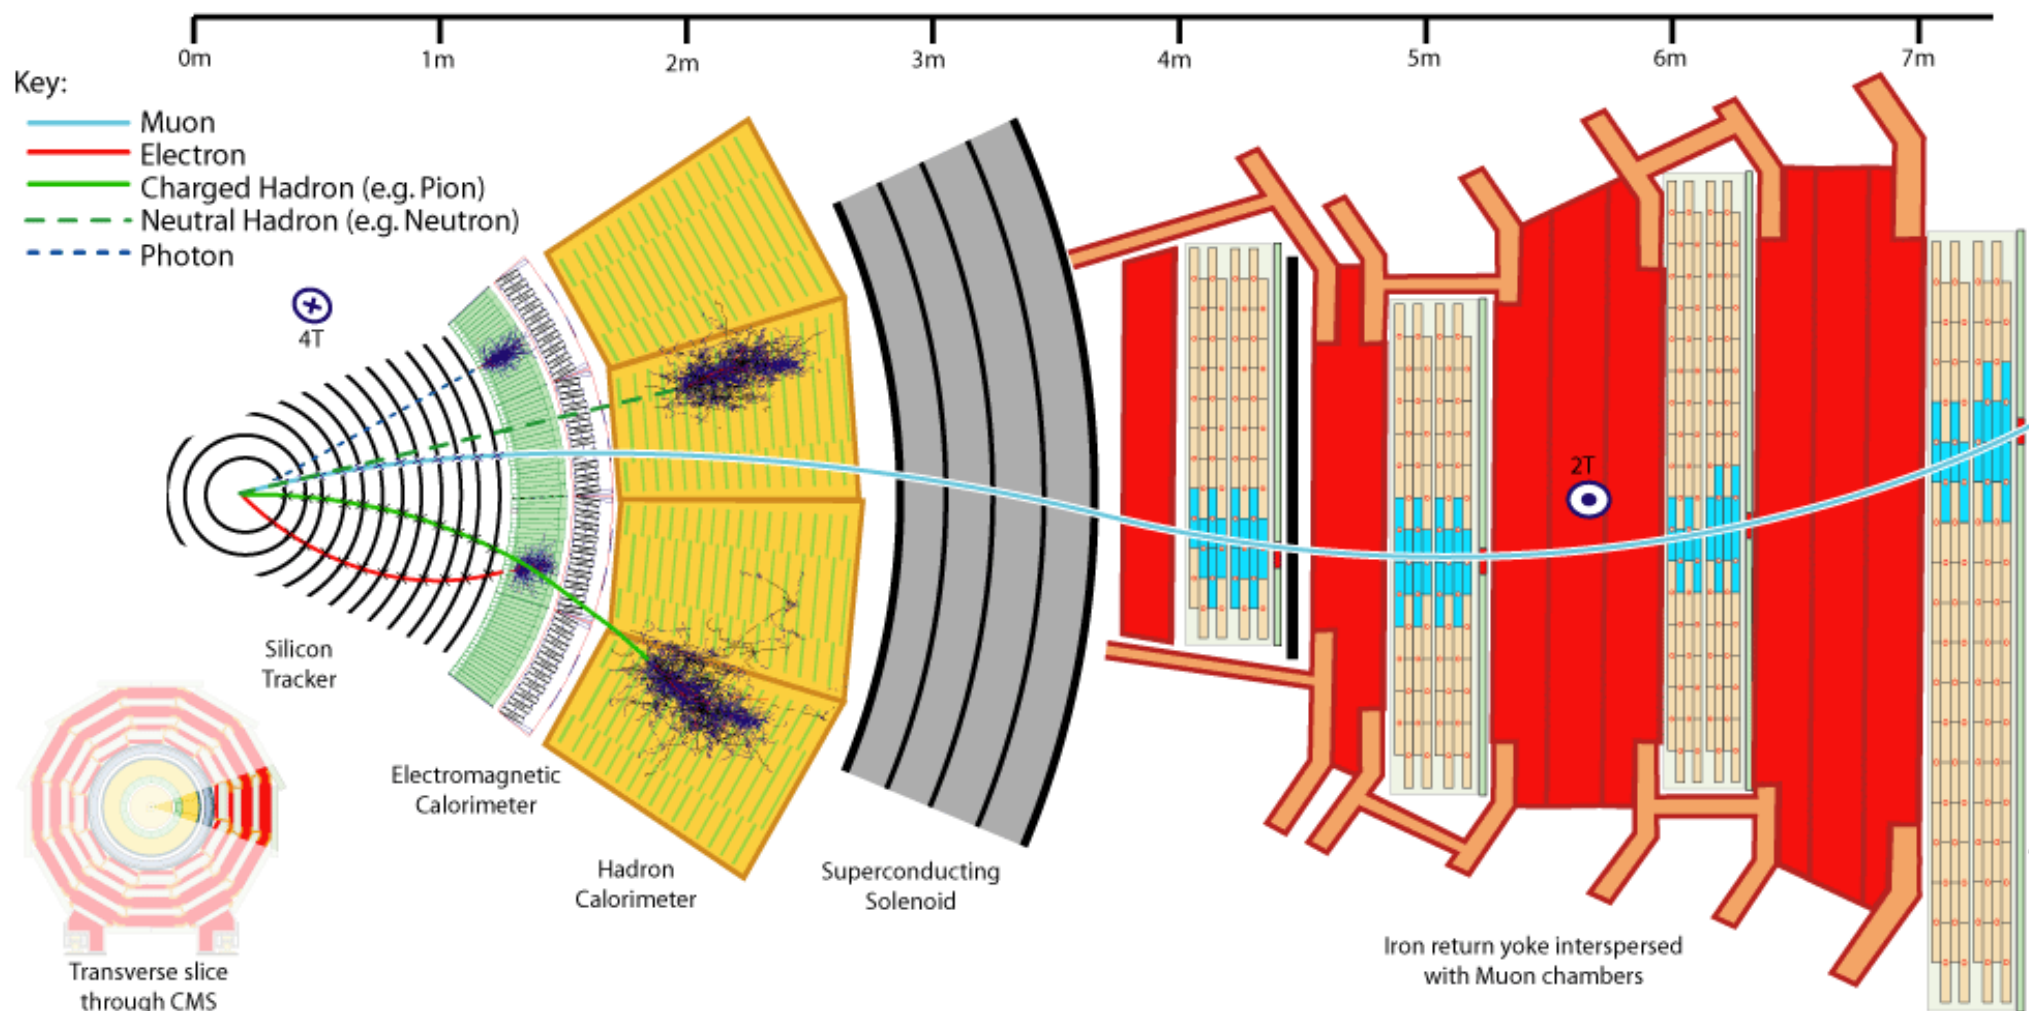 0m 1m 2m 3m 4m 5m 6m 7m
Key:
Muon
Electron
Charged Hadron (e.g. Pion)
Neutral Hadron (e.g. Neutron)
Photon
4T
2T
Silicon
Tracker
Electromagnetic
Calorimeter
Hadron
Calorimeter
Superconducting
Solenoid
Iron return yoke interspersed
with Muon chambers
Transverse slice
through CMS